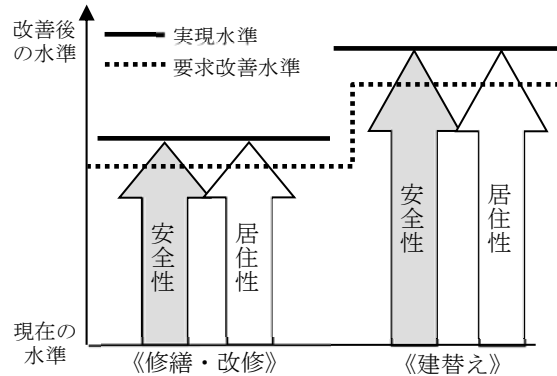 改善後
の水準
実現水準
要求改善水準
安全性
居住性
安全性
居住性
現在の
水準
《修繕・改修》
《建替え》